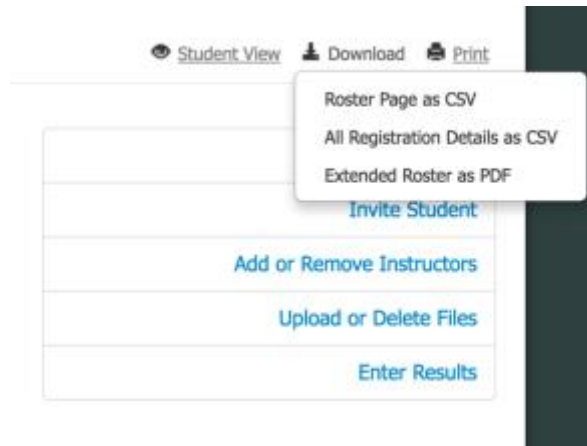 Student View Download Print
Roster Page as CSV
All Registration Details as CSV
Extended Roster as PDF
Invite Student
Add or Remove Instructors
Upload or Delete Files
Enter Results